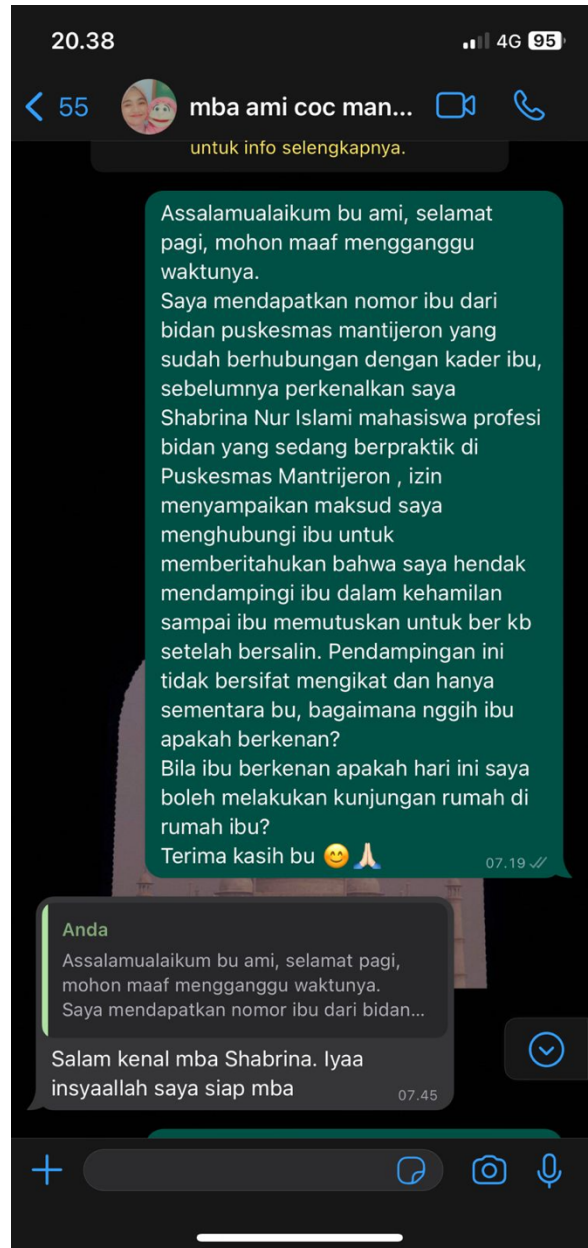 20.38
4G 95
55 mba ami coc man...
untuk info selengkapnya.
Assalamualaikum bu ami, selamat
pagi, mohon maaf mengganggu
waktunya.
Saya mendapatkan nomor ibu dari
bidan puskesmas mantijeron yang
sudah berhubungan dengan kader ibu,
sebelumnya perkenalkan saya
Shabrina Nur Islami mahasiswa profesi
bidan yang sedang berpraktik di
Puskesmas Mantrijeron , izin
menyampaikan maksud saya
menghubungi ibu untuk
memberitahukan bahwa saya hendak
mendampingi ibu dalam kehamilan
sampai ibu memutuskan untuk ber kb
setelah bersalin. Pendampingan ini
tidak bersifat mengikat dan hanya
sementara bu, bagaimana nggih ibu
apakah berkenan?
Bila ibu berkenan apakah hari ini saya
boleh melakukan kunjungan rumah di
rumah ibu?
Terima kasih bu 😊🙏🏻
07.19
Anda
Assalamualaikum bu ami, selamat pagi,
mohon maaf mengganggu waktunya.
Saya mendapatkan nomor ibu dari bidan...
Salam kenal mba Shabrina. Iyaa
insyaallah saya siap mba
07.45